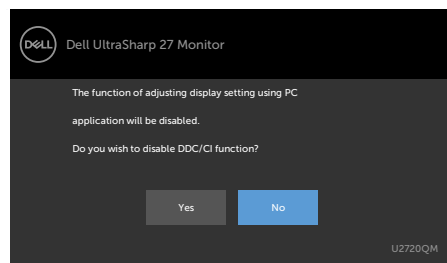 DELL Dell UltraSharp 27 Monitor
The function of adjusting display setting using PC
application will be disabled.
Do you wish to disable DDC/CI function?
Yes No
U2720QM